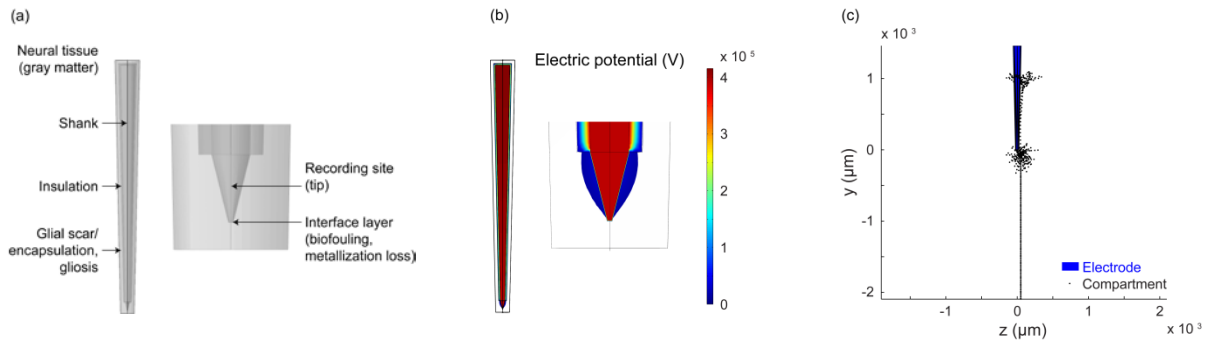 (a)
Neural tissue
(gray matter)
Shank
Insulation
Glial scar/
encapsulation,
gliosis
Recording site
(tip)
Interface layer
(biofouling,
metallization loss)
(b)
Electric potential (V)
x 10 5
4
3
2
1
0
(c)
x 10 3
1
0
-1
-2
y (µm)
Electrode
Compartment
-1
0
1
2
z (µm)
x 10 3